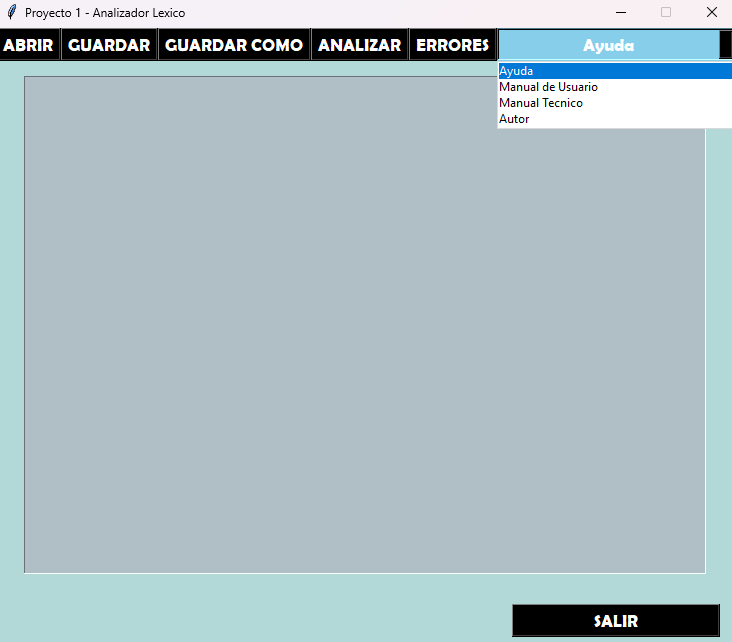 Proyecto 1 - Analizador Lexico
ABRIR GUARDAR GUARDAR COMO ANALIZAR ERRORES Ayuda
Ayuda
Manual de Usuario
Manual Tecnico
Autor
SALIR